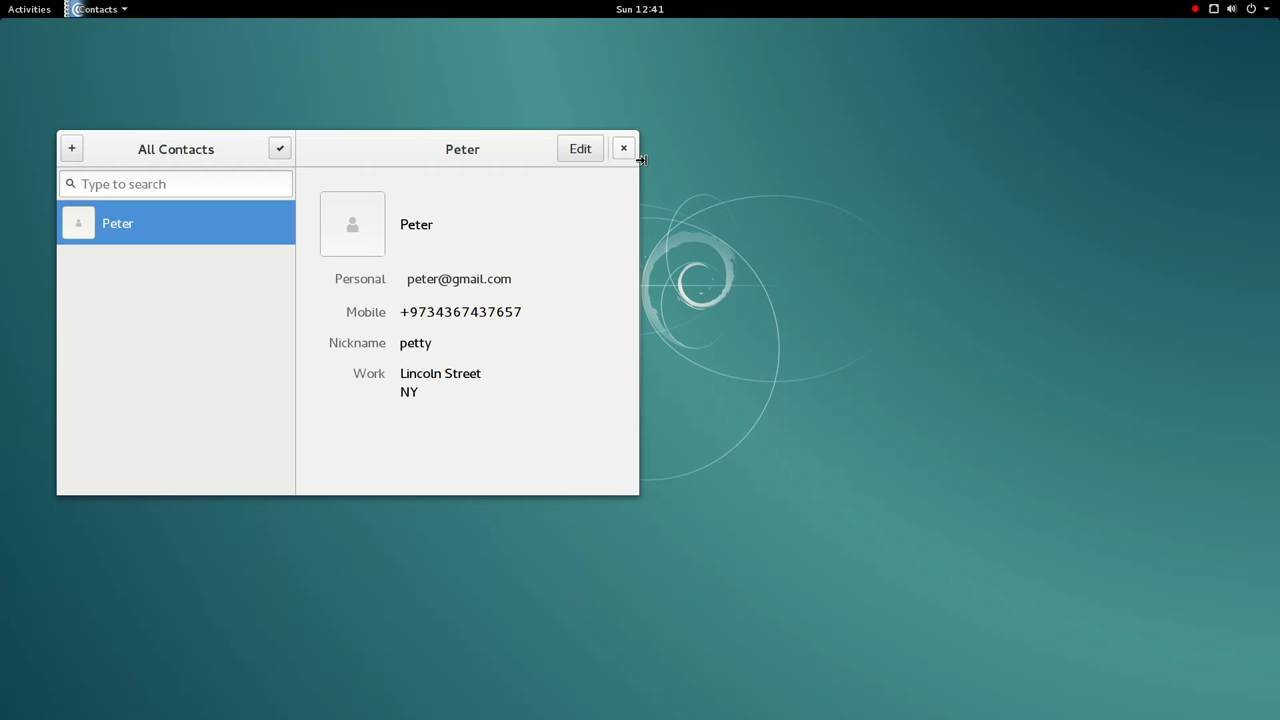 Activities
Contacts
Sun 12:41
All Contacts
Peter
Edit
Type to search
Peter
Peter
Personal peter@gmail.com
Mobile +9734367437657
Nickname petty
Work Lincoln Street
NY